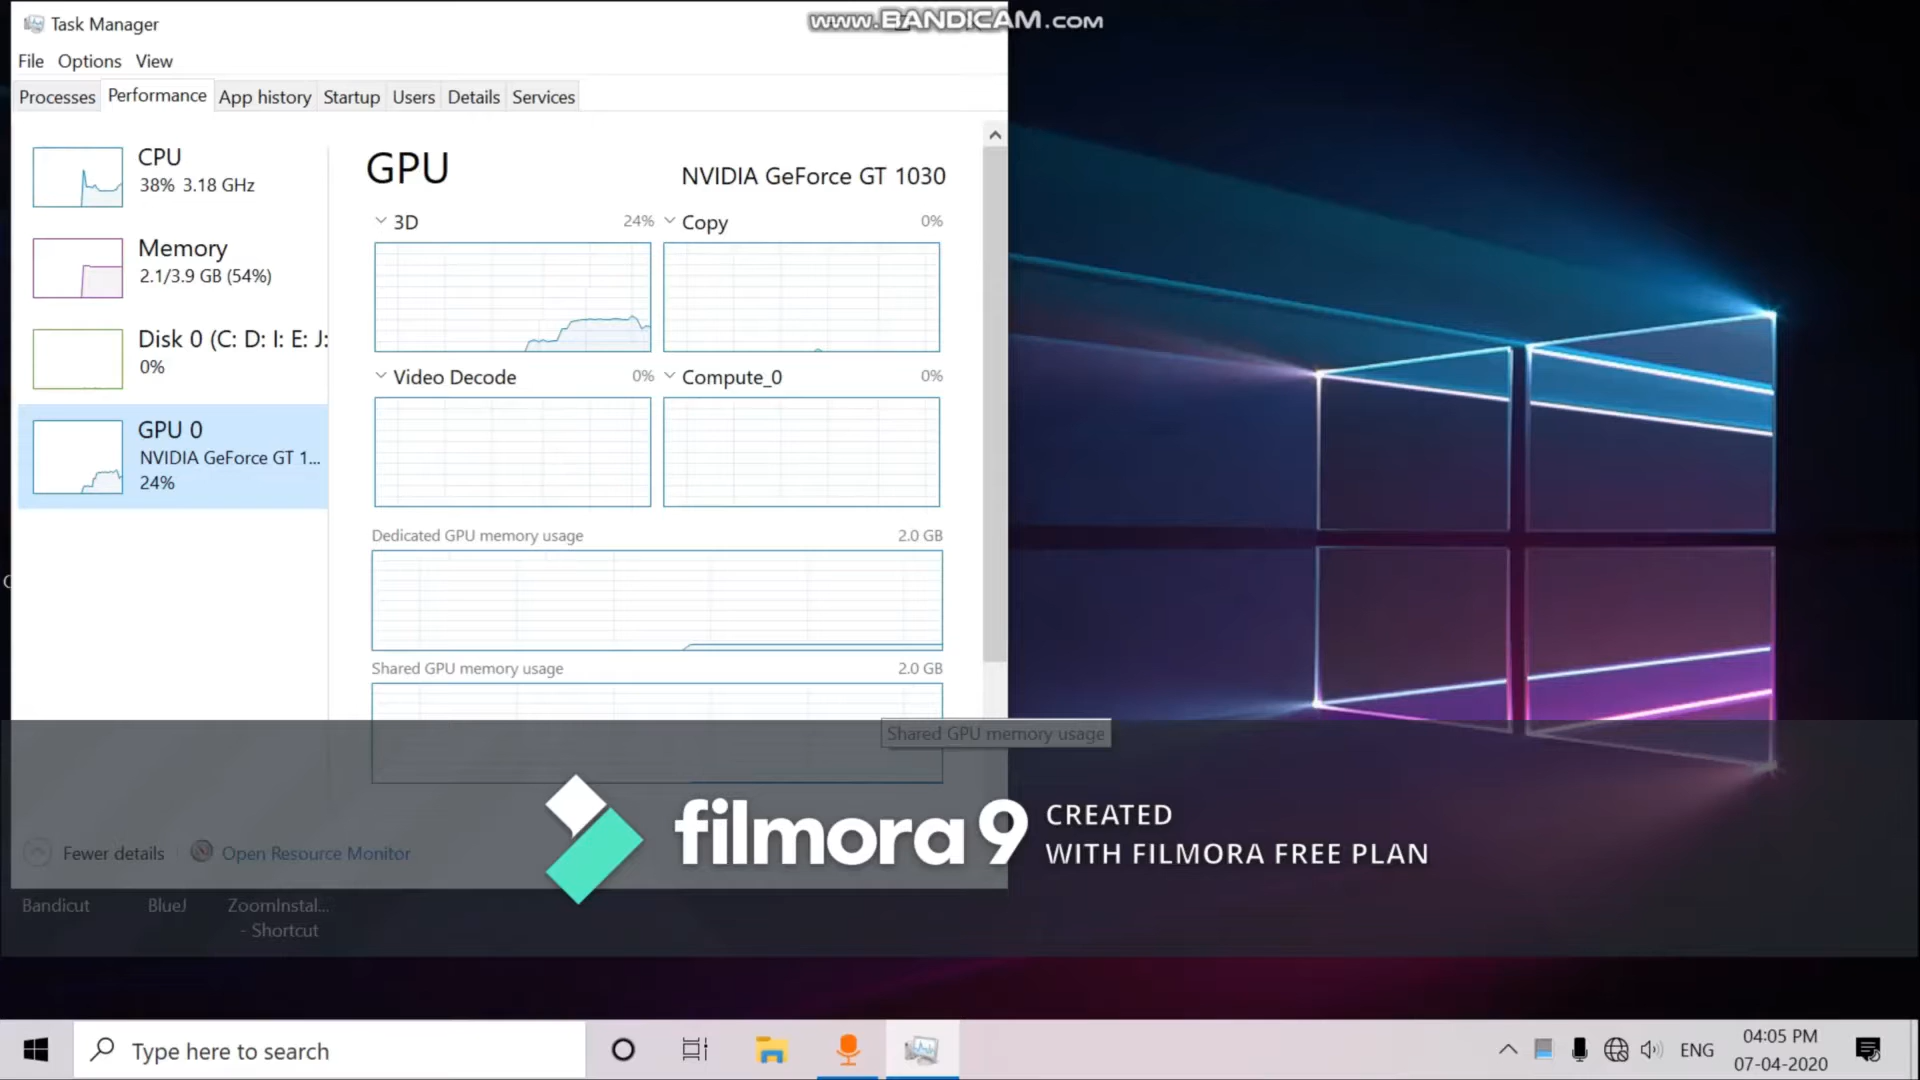 Task Manager
www.BANDICAM.com
File Options View
Processes Performance App history Startup Users Details Services
CPU
38% 3.18 GHz
Memory
2.1/3.9 GB (54%)
Disk 0 (C: D: I: E: J:
0%
GPU 0
NVIDIA GeForce GT 1...
24%
GPU
NVIDIA GeForce GT 1030
3D 24%
Copy 0%
Video Decode 0%
Compute_0 0%
Dedicated GPU memory usage 2.0 GB
Shared GPU memory usage 2.0 GB
Shared GPU memory usage
Fewer details Open Resource Monitor
filmora9
CREATED
WITH FILMORA FREE PLAN
Bandicut
BlueJ
ZoomInstal...
- Shortcut
Type here to search
ENG
04:05 PM
07-04-2020